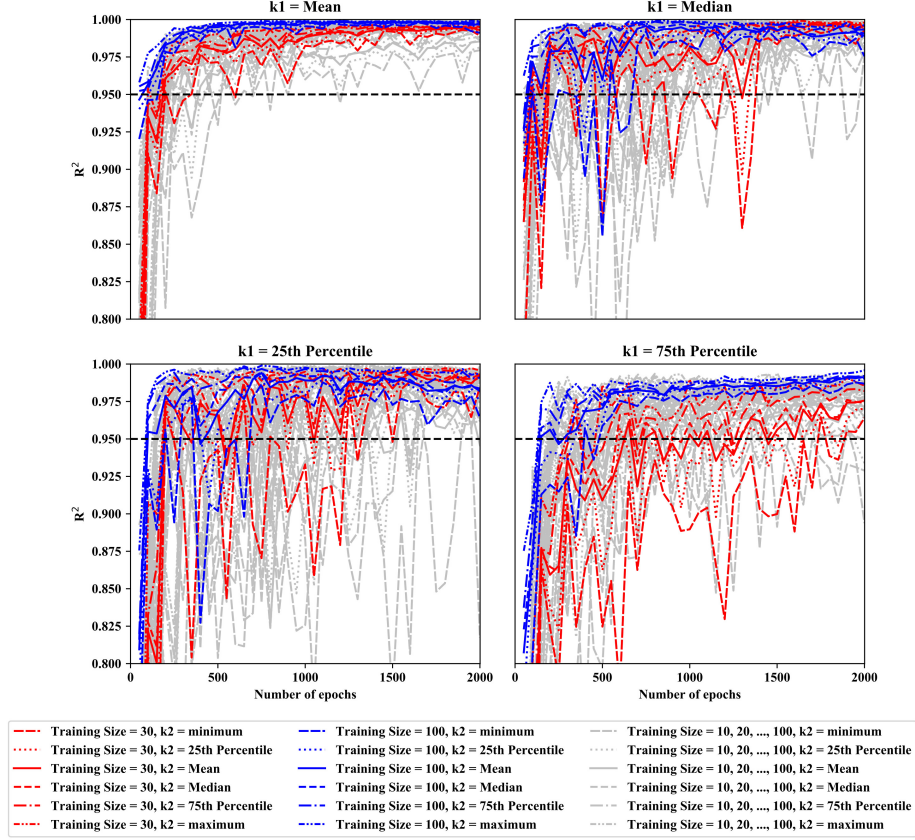 k1 = Mean
k1 = Median
1.000
0.975
0.950
0.925
0.900
0.875
0.850
0.825
0.800
R²
k1 = 25th Percentile
k1 = 75th Percentile
1.000
0.975
0.950
0.925
0.900
0.875
0.850
0.825
0.800
R²
0 500 1000 1500 2000
0 500 1000 1500 2000
Number of epochs
Number of epochs
Training Size = 30, k2 = minimum
Training Size = 30, k2 = 25th Percentile
Training Size = 30, k2 = Mean
Training Size = 30, k2 = Median
Training Size = 30, k2 = 75th Percentile
Training Size = 30, k2 = maximum
Training Size = 100, k2 = minimum
Training Size = 100, k2 = 25th Percentile
Training Size = 100, k2 = Mean
Training Size = 100, k2 = Median
Training Size = 100, k2 = 75th Percentile
Training Size = 100, k2 = maximum
Training Size = 10, 20, ..., 100, k2 = minimum
Training Size = 10, 20, ..., 100, k2 = 25th Percentile
Training Size = 10, 20, ..., 100, k2 = Mean
Training Size = 10, 20, ..., 100, k2 = Median
Training Size = 10, 20, ..., 100, k2 = 75th Percentile
Training Size = 10, 20, ..., 100, k2 = maximum